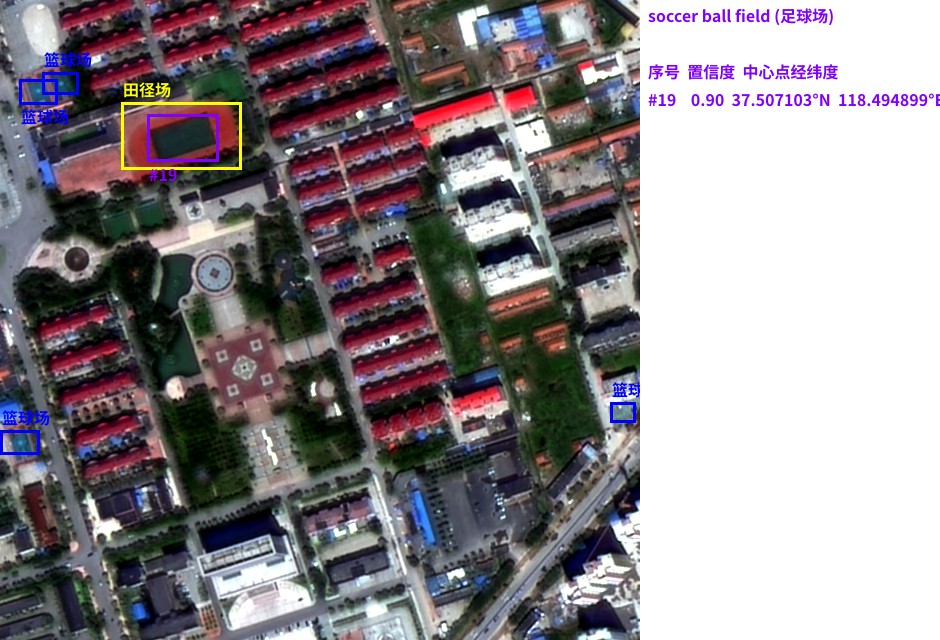 soccer ball field (足球场)
序号 置信度 中心点经纬度
#19 0.90 37.507103°N 118.494899°E
篮球场
篮球场
田径场
#19
篮球场
篮球